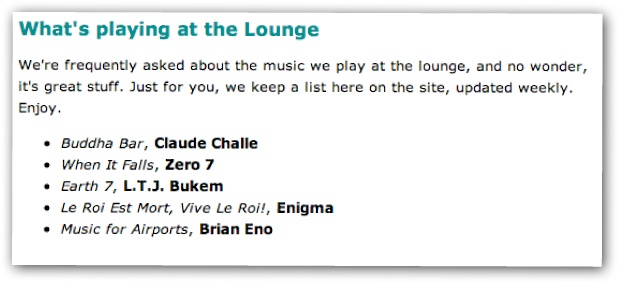 What's playing at the Lounge
We're frequently asked about the music we play at the lounge, and no wonder,
it's great stuff. Just for you, we keep a list here on the site, updated weekly.
Enjoy.
• Buddha Bar, Claude Challe
• When It Falls, Zero 7
• Earth 7, L.T.J. Bukem
• Le Roi Est Mort, Vive Le Roi!, Enigma
• Music for Airports, Brian Eno